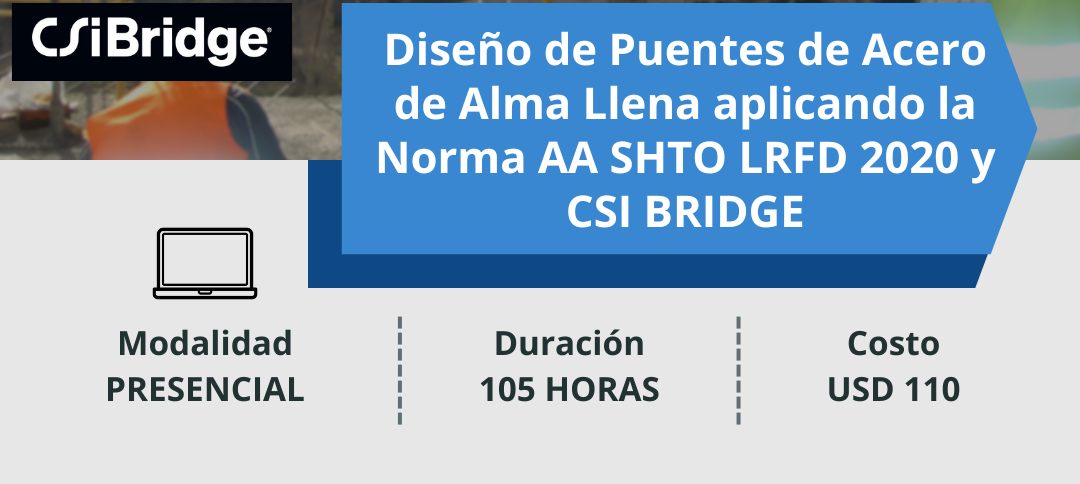 CSiBridge®
Diseño de Puentes de Acero
de Alma Llena aplicando la
Norma AA SHTO LRFD 2020 y
CSI BRIDGE
Modalidad
PRESENCIAL
Duración
105 HORAS
Costo
USD 110